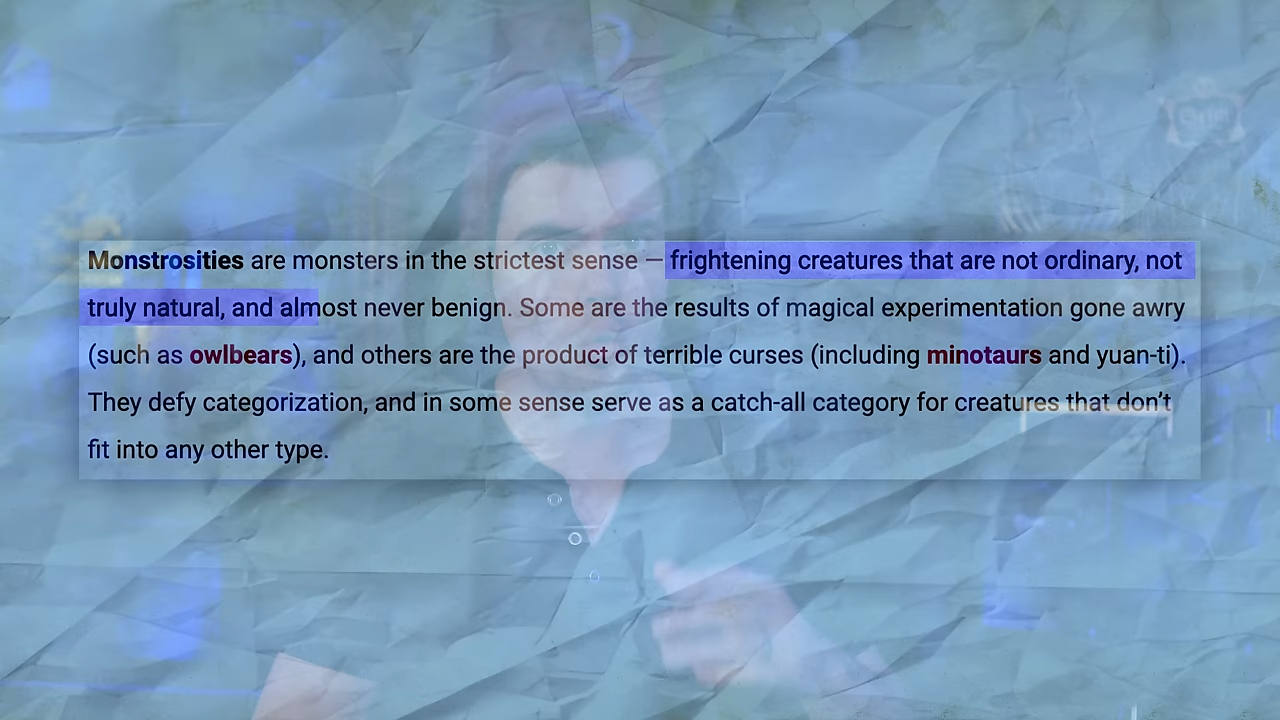 Monstrosities are monsters in the strictest sense — frightening creatures that are not ordinary, not
truly natural, and almost never benign. Some are the results of magical experimentation gone awry
(such as owlbears), and others are the product of terrible curses (including minotaurs and yuan-ti).
They defy categorization, and in some sense serve as a catch-all category for creatures that don’t
fit into any other type.